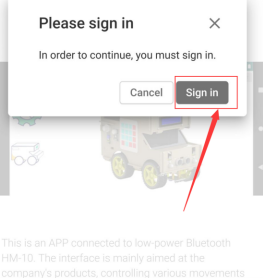 Please sign in
In order to continue, you must sign in.
Cancel Sign in
This is an APP connected to low-power Bluetooth
HM-10. The interface is mainly aimed at the
company's products, controlling various movements